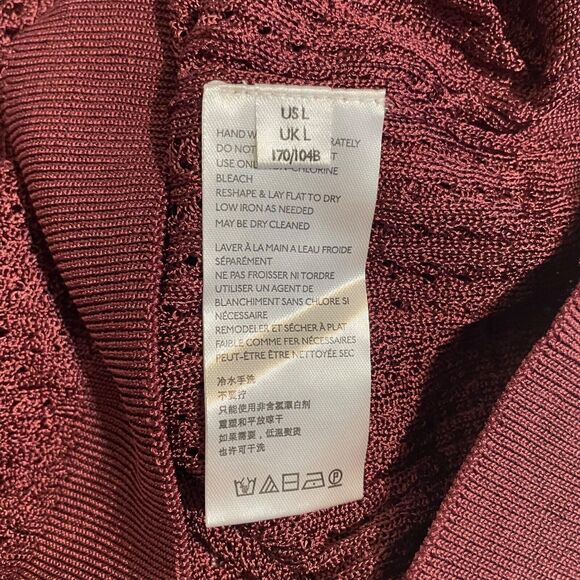 US L
UK L
170/104B
HAND W RATELY
DO NOT
USE ONLY CHLORINE
BLEACH
RESHAPE & LAY FLAT TO DRY
LOW IRON AS NEEDED
MAY BE DRY CLEANED
LAVER À LA MAIN A LEAU FROIDE
SÉPARÉMENT
NE PAS FROISSER NI TORDRE
UTILISER UN AGENT DE
BLANCHIMENT SANS CHLORE SI
NÉCESSAIRE
REMODELER ET SÉCHER À PLAT
FAIBLE COMME FER NÉCESSAIRES
PEUT-ÊTRE ÊTRE NETTOYÉE SEC
冷水手洗
不要拧
只能使用非含氯漂白剂
重塑和平放晾干
如果需要，低温熨烫
也许可干洗